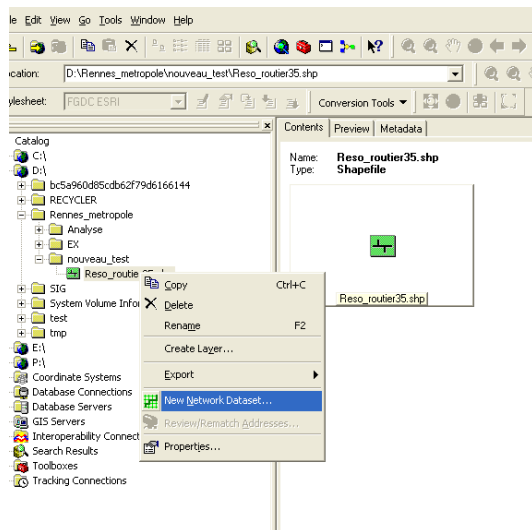 File Edit View Go Tools Window Help
ocation: D:\Rennes_metropole\nouveau_test\Reso_routier35.shp
ylesheet: FGDC ESRI Conversion Tools
Contents Preview Metadata
Catalog
C:\
D:\
bc5a960d85cdb62f79d6166144
RECYCLER
Rennes_metropole
Analyse
EX
nouveau_test
Reso_routier35.shp
SIG
System Volume Infor
test
tmp
E:\
P:\
Coordinate Systems
Database Connections
Database Servers
GIS Servers
Interoperability Connect
Search Results
Toolboxes
Tracking Connections
Copy Ctrl+C
Delete
Rename F2
Create Layer...
Export
New Network Dataset...
Review/Rematch Addresses...
Properties...
Name: Reso_routier35.shp
Type: Shapefile
Reso_routier35.shp